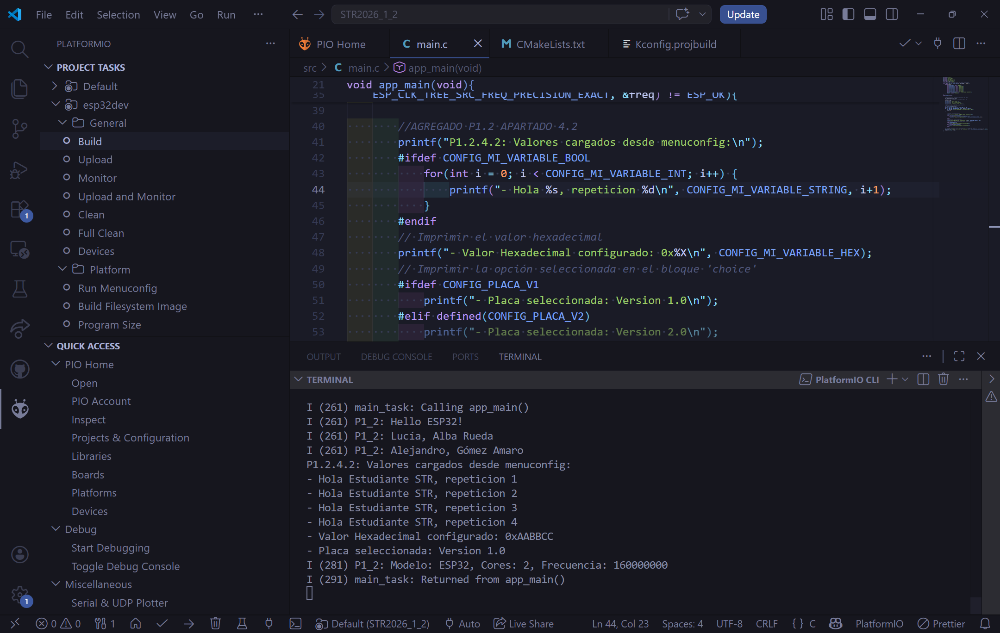 File Edit Selection View Go Run ··· STR2026_1_2 Update
PLATFORMIO ···
PROJECT TASKS
Default
esp32dev
General
Build
Upload
Monitor
Upload and Monitor
Clean
Full Clean
Devices
Platform
Run Menuconfig
Build Filesystem Image
Program Size
QUICK ACCESS
PIO Home
Open
PIO Account
Inspect
Projects & Configuration
Libraries
Boards
Platforms
Devices
Debug
Start Debugging
Toggle Debug Console
Miscellaneous
Serial & UDP Plotter
1
1
PIO Home C main.c M CMakeLists.txt Kconfig.projbuild
src > C main.c > app_main(void)
21 void app_main(void){
35 ESP_CLK_TREE_SRC_FREQ_PRECISION_EXACT, &freq) != ESP_OK){
39
40 //AGREGADO P1.2 APARTADO 4.2
41 printf("P1.2.4.2: Valores cargados desde menuconfig:\n");
42 #ifdef CONFIG_MI_VARIABLE_BOOL
43 for(int i = 0; i < CONFIG_MI_VARIABLE_INT; i++) {
44 printf("- Hola %s, repeticion %d\n", CONFIG_MI_VARIABLE_STRING, i+1);
45 }
46 #endif
47 // Imprimir el valor hexadecimal
48 printf("- Valor Hexadecimal configurado: 0x%X\n", CONFIG_MI_VARIABLE_HEX);
49 // Imprimir la opción seleccionada en el bloque 'choice'
50 #ifdef CONFIG_PLACA_V1
51 printf("- Placa seleccionada: Version 1.0\n");
52 #elif defined(CONFIG_PLACA_V2)
53 printf("- Placa seleccionada: Version 2.0\n");
OUTPUT DEBUG CONSOLE PORTS TERMINAL
TERMINAL PlatformIO CLI
I (261) main_task: Calling app_main()
I (261) P1_2: Hello ESP32!
I (261) P1_2: Lucía, Alba Rueda
I (261) P1_2: Alejandro, Gómez Amaro
P1.2.4.2: Valores cargados desde menuconfig:
- Hola Estudiante STR, repeticion 1
- Hola Estudiante STR, repeticion 2
- Hola Estudiante STR, repeticion 3
- Hola Estudiante STR, repeticion 4
- Valor Hexadecimal configurado: 0xAABBCC
- Placa seleccionada: Version 1.0
I (281) P1_2: Modelo: ESP32, Cores: 2, Frecuencia: 160000000
I (291) main_task: Returned from app_main()
0 0 1 Default (STR2026_1_2) Auto Live Share Ln 44, Col 23 Spaces: 4 UTF-8 CRLF { } C PlatformIO Prettier